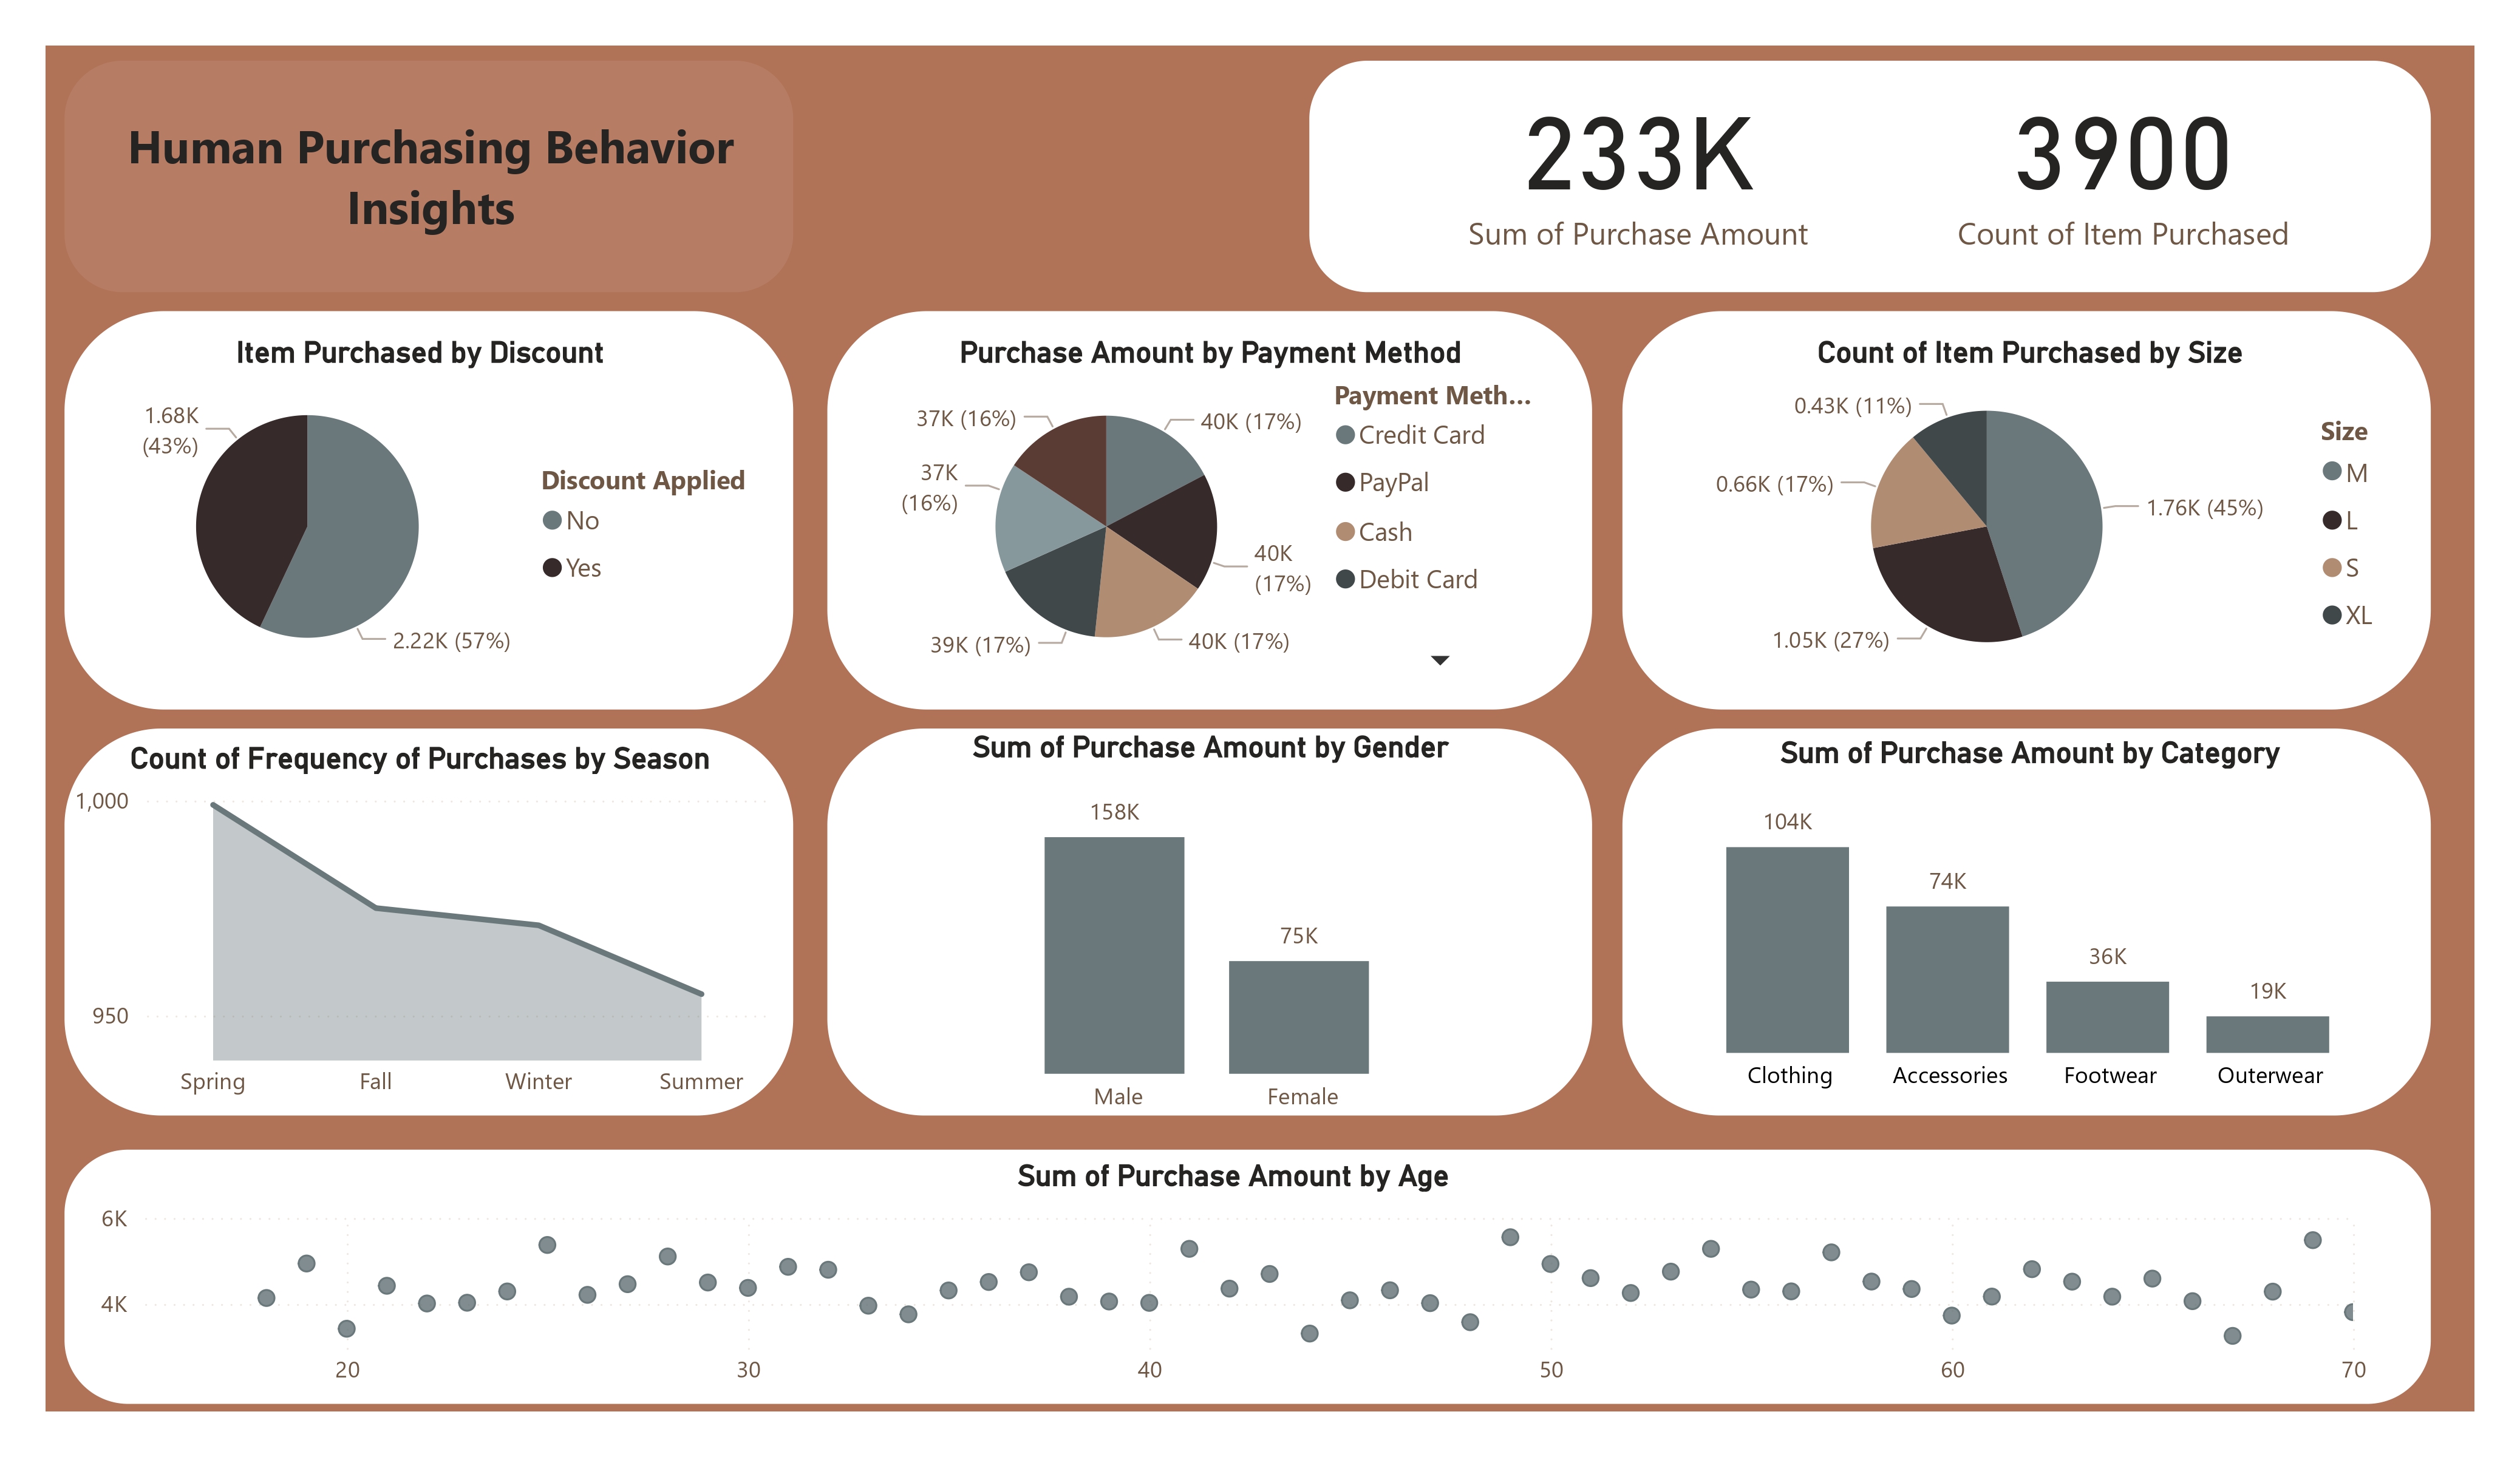 Human Purchasing Behavior
Insights
233K
Sum of Purchase Amount
3900
Count of Item Purchased
Item Purchased by Discount
1.68K
(43%)
2.22K (57%)
Discount Applied
No
Yes
Purchase Amount by Payment Method
37K (16%)
40K (17%)
37K
(16%)
40K
(17%)
39K (17%)
40K (17%)
Payment Meth...
Credit Card
PayPal
Cash
Debit Card
Count of Item Purchased by Size
0.43K (11%)
0.66K (17%)
1.76K (45%)
1.05K (27%)
Size
M
L
S
XL
Count of Frequency of Purchases by Season
1,000
950
Spring Fall Winter Summer
Sum of Purchase Amount by Gender
158K
75K
Male Female
Sum of Purchase Amount by Category
104K
74K
36K
19K
Clothing Accessories Footwear Outerwear
Sum of Purchase Amount by Age
6K
4K
20 30 40 50 60 70